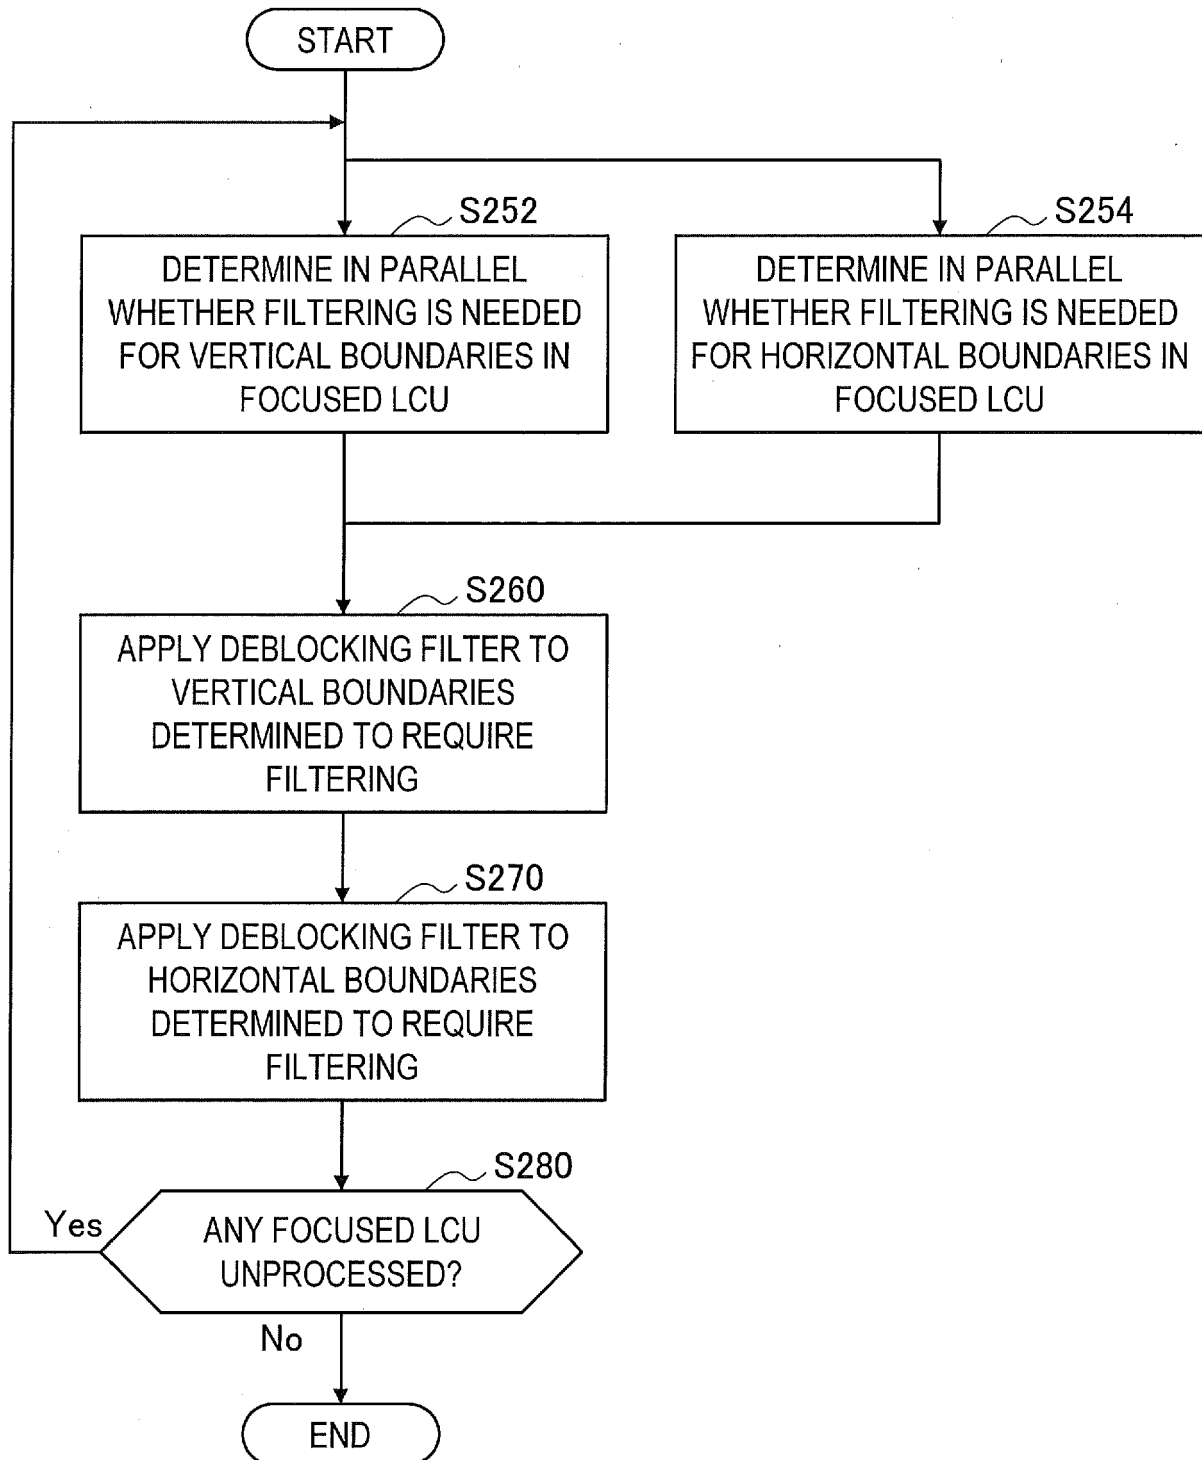 START
S252
DETERMINE IN PARALLEL
WHETHER FILTERING IS NEEDED
FOR VERTICAL BOUNDARIES IN
FOCUSED LCU
S254
DETERMINE IN PARALLEL
WHETHER FILTERING IS NEEDED
FOR HORIZONTAL BOUNDARIES IN
FOCUSED LCU
S260
APPLY DEBLOCKING FILTER TO
VERTICAL BOUNDARIES
DETERMINED TO REQUIRE
FILTERING
S270
APPLY DEBLOCKING FILTER TO
HORIZONTAL BOUNDARIES
DETERMINED TO REQUIRE
FILTERING
S280
Yes
ANY FOCUSED LCU
UNPROCESSED?
No
END